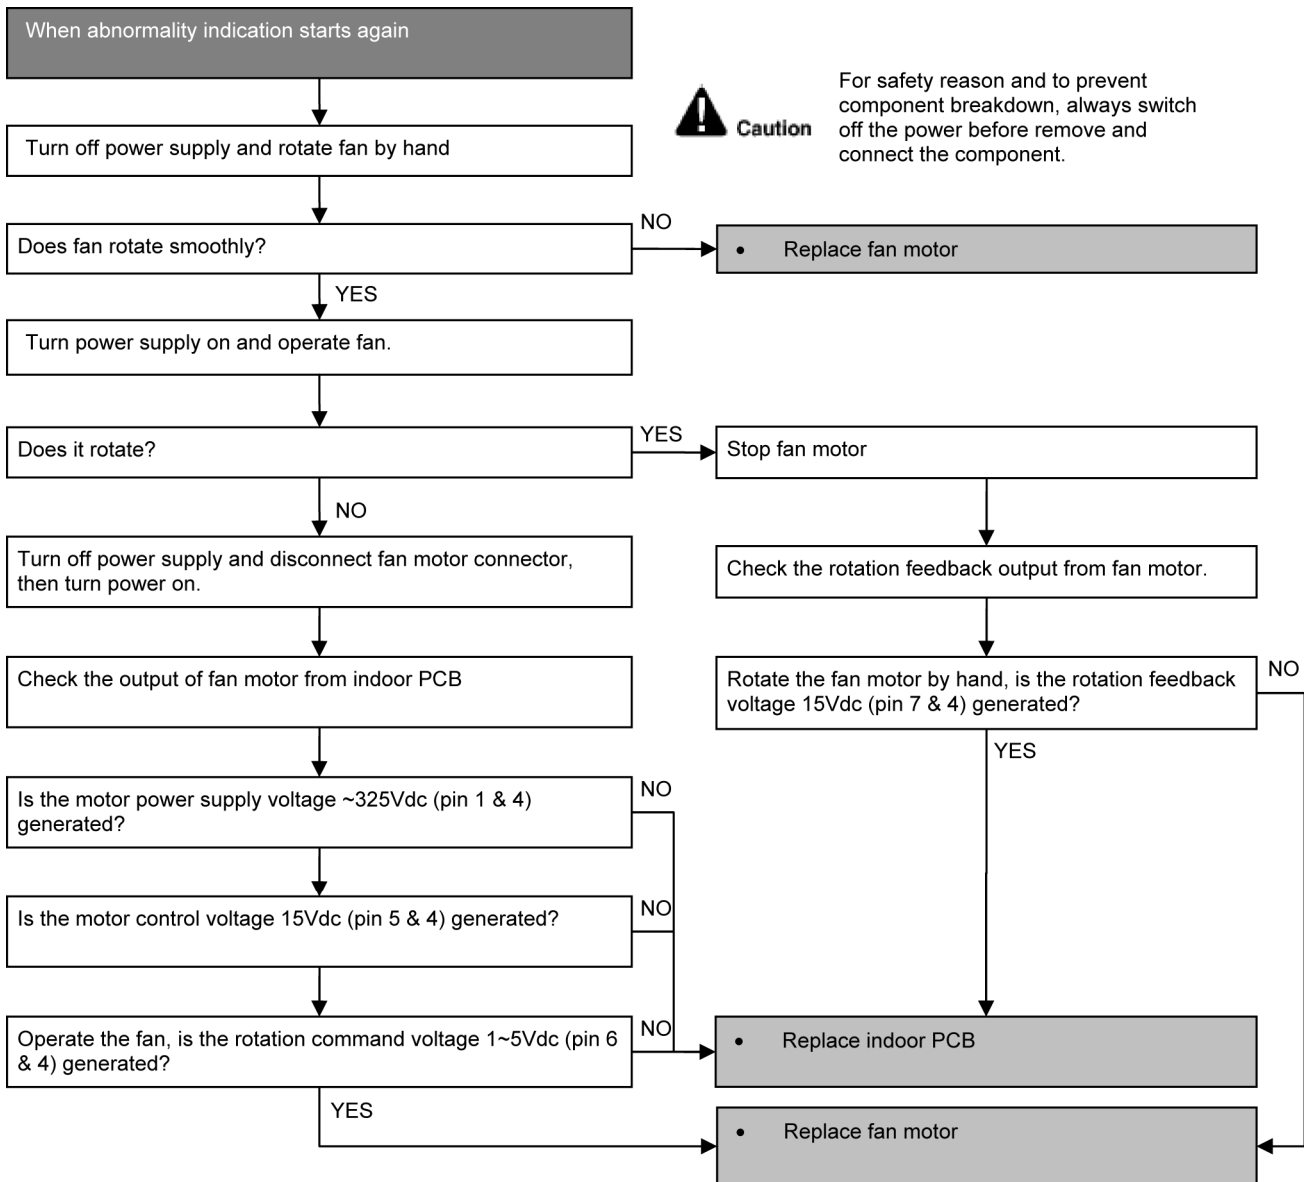 When abnormality indication starts again
For safety reason and to prevent
component breakdown, always switch
off the power before remove and
connect the component.
Caution
Turn off power supply and rotate fan by hand
NO
Does fan rotate smoothly?
• Replace fan motor
YES
Turn power supply on and operate fan.
YES
Does it rotate?
Stop fan motor
NO
Turn off power supply and disconnect fan motor connector,
then turn power on.
Check the rotation feedback output from fan motor.
Check the output of fan motor from indoor PCB
Rotate the fan motor by hand, is the rotation feedback
voltage 15Vdc (pin 7 & 4) generated?
NO
YES
Is the motor power supply voltage ~325Vdc (pin 1 & 4)
generated?
NO
Is the motor control voltage 15Vdc (pin 5 & 4) generated?
NO
Operate the fan, is the rotation command voltage 1~5Vdc (pin 6
& 4) generated?
NO
• Replace indoor PCB
YES
• Replace fan motor